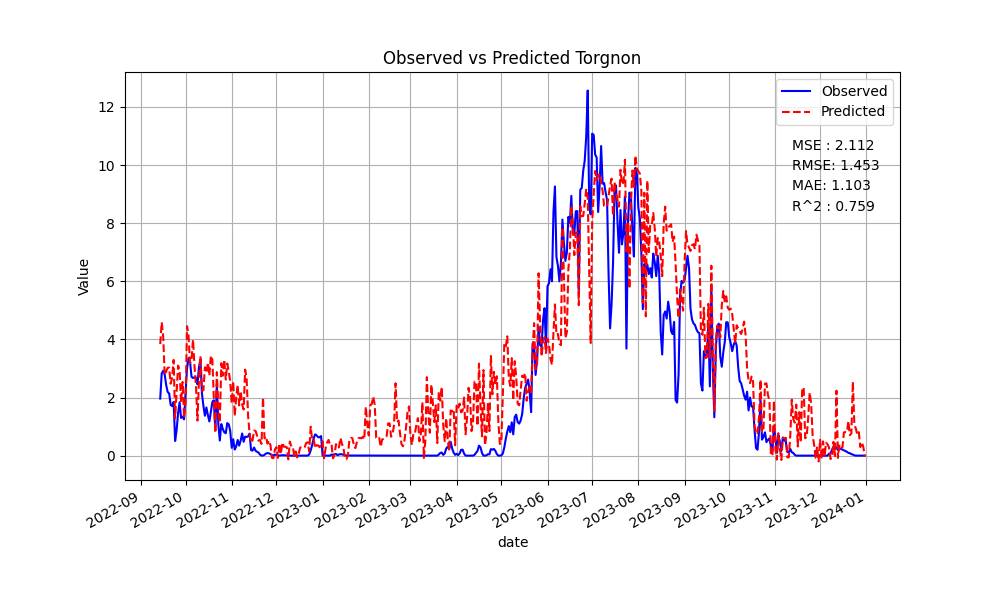 Observed vs Predicted Torgnon
Observed
Predicted
MSE : 2.112
RMSE: 1.453
MAE: 1.103
R^2 : 0.759
Value
12
10
8
6
4
2
0
2022-09
2022-10
2022-11
2022-12
2023-01
2023-02
2023-03
2023-04
2023-05
2023-06
2023-07
2023-08
2023-09
2023-10
2023-11
2023-12
2024-01
date